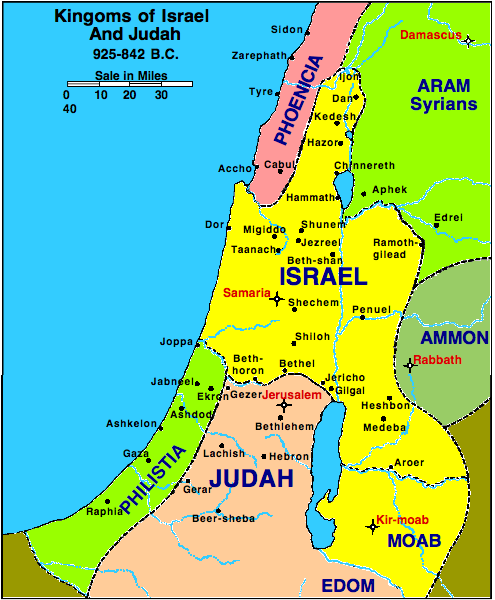 Kingoms of Israel
And Judah
925-842 B.C.
Sale in Miles
0 10 20 30
40
Sidon
Damascus
Zarephath
Ijon
ARAM
Syrians
Tyre
Dan
PHOENICIA
Kedesh
Hazor
Accho
Cabul
Chinnereth
Hammath
Aphek
Dor
Migiddo
Shunem
Edrel
Taanach
Jezreel
Ramoth-
gilead
Beth-shan
ISRAEL
Samaria
Shechem
Penuel
AMMON
Joppa
Shiloh
Rabbath
Beth-
horon
Bethel
Jericho
Jabneel
Ekron
Gezer
Jerusalem
Gilgal
Ashdod
Heshbon
Ashkelon
Bethlehem
Medeba
Gaza
Lachish
Hebron
Aroer
PHILISTIA
JUDAH
Gerar
Raphia
Beer-sheba
Kir-moab
MOAB
EDOM